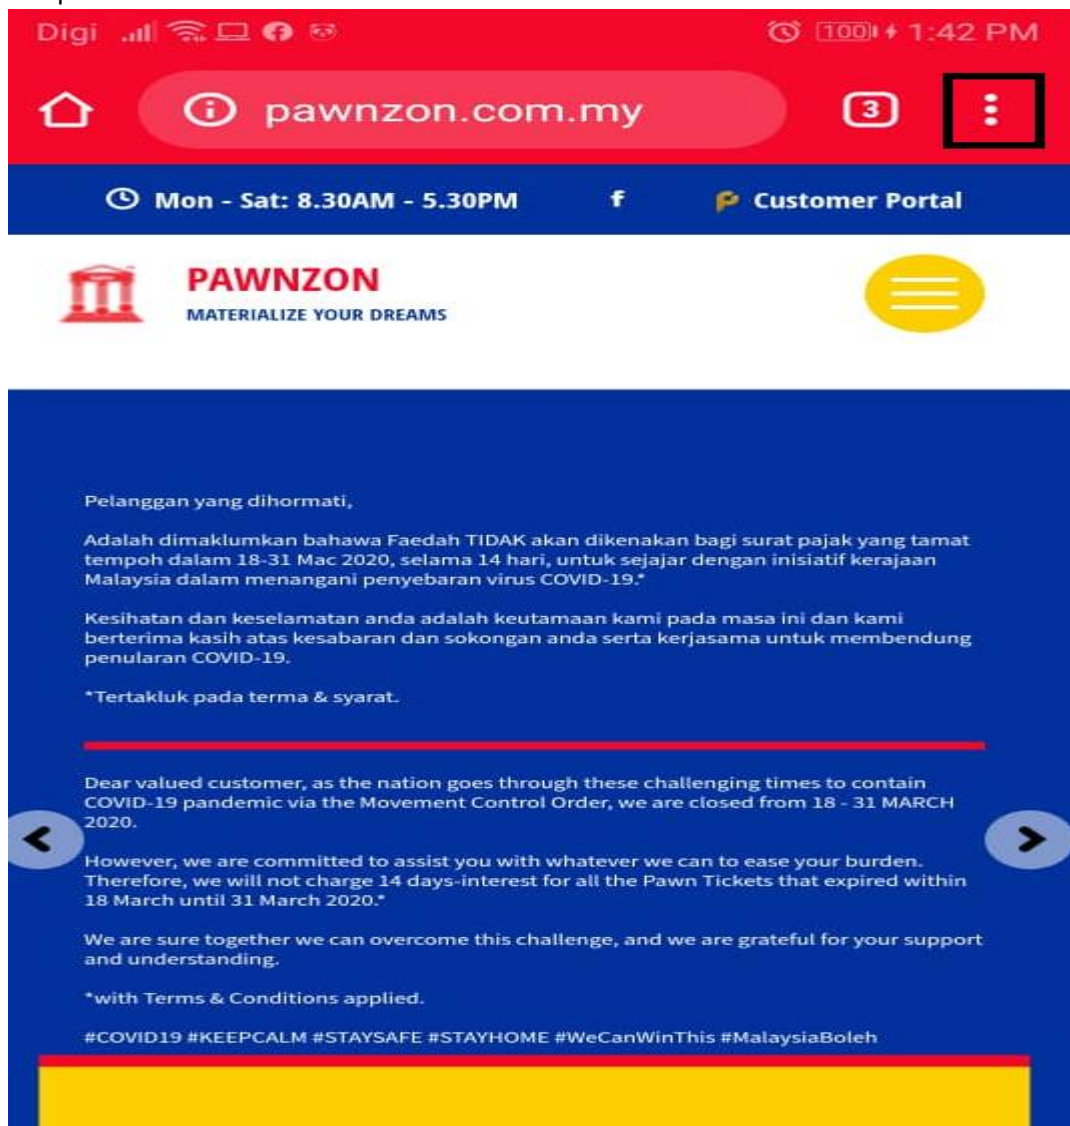 Digi 100 1:42 PM
pawnzon.com.my 3
Mon - Sat: 8.30AM - 5.30PM f Customer Portal
PAWNZON
MATERIALIZE YOUR DREAMS
Pelanggan yang dihormati,
Adalah dimaklumkan bahawa Faedah TIDAK akan dikenakan bagi surat pajak yang tamat
tempoh dalam 18-31 Mac 2020, selama 14 hari, untuk sejajar dengan inisiatif kerajaan
Malaysia dalam menangani penyebaran virus COVID-19.*
Kesihatan dan keselamatan anda adalah keutamaan kami pada masa ini dan kami
berterima kasih atas kesabaran dan sokongan anda serta kerjasama untuk membendung
penularan COVID-19.
*Tertakluk pada terma & syarat.
Dear valued customer, as the nation goes through these challenging times to contain
COVID-19 pandemic via the Movement Control Order, we are closed from 18 - 31 MARCH
2020.
However, we are committed to assist you with whatever we can to ease your burden.
Therefore, we will not charge 14 days-interest for all the Pawn Tickets that expired within
18 March until 31 March 2020.*
We are sure together we can overcome this challenge, and we are grateful for your support
and understanding.
*with Terms & Conditions applied.
#COVID19 #KEEPCALM #STAYSAFE #STAYHOME #WeCanWinThis #MalaysiaBoleh